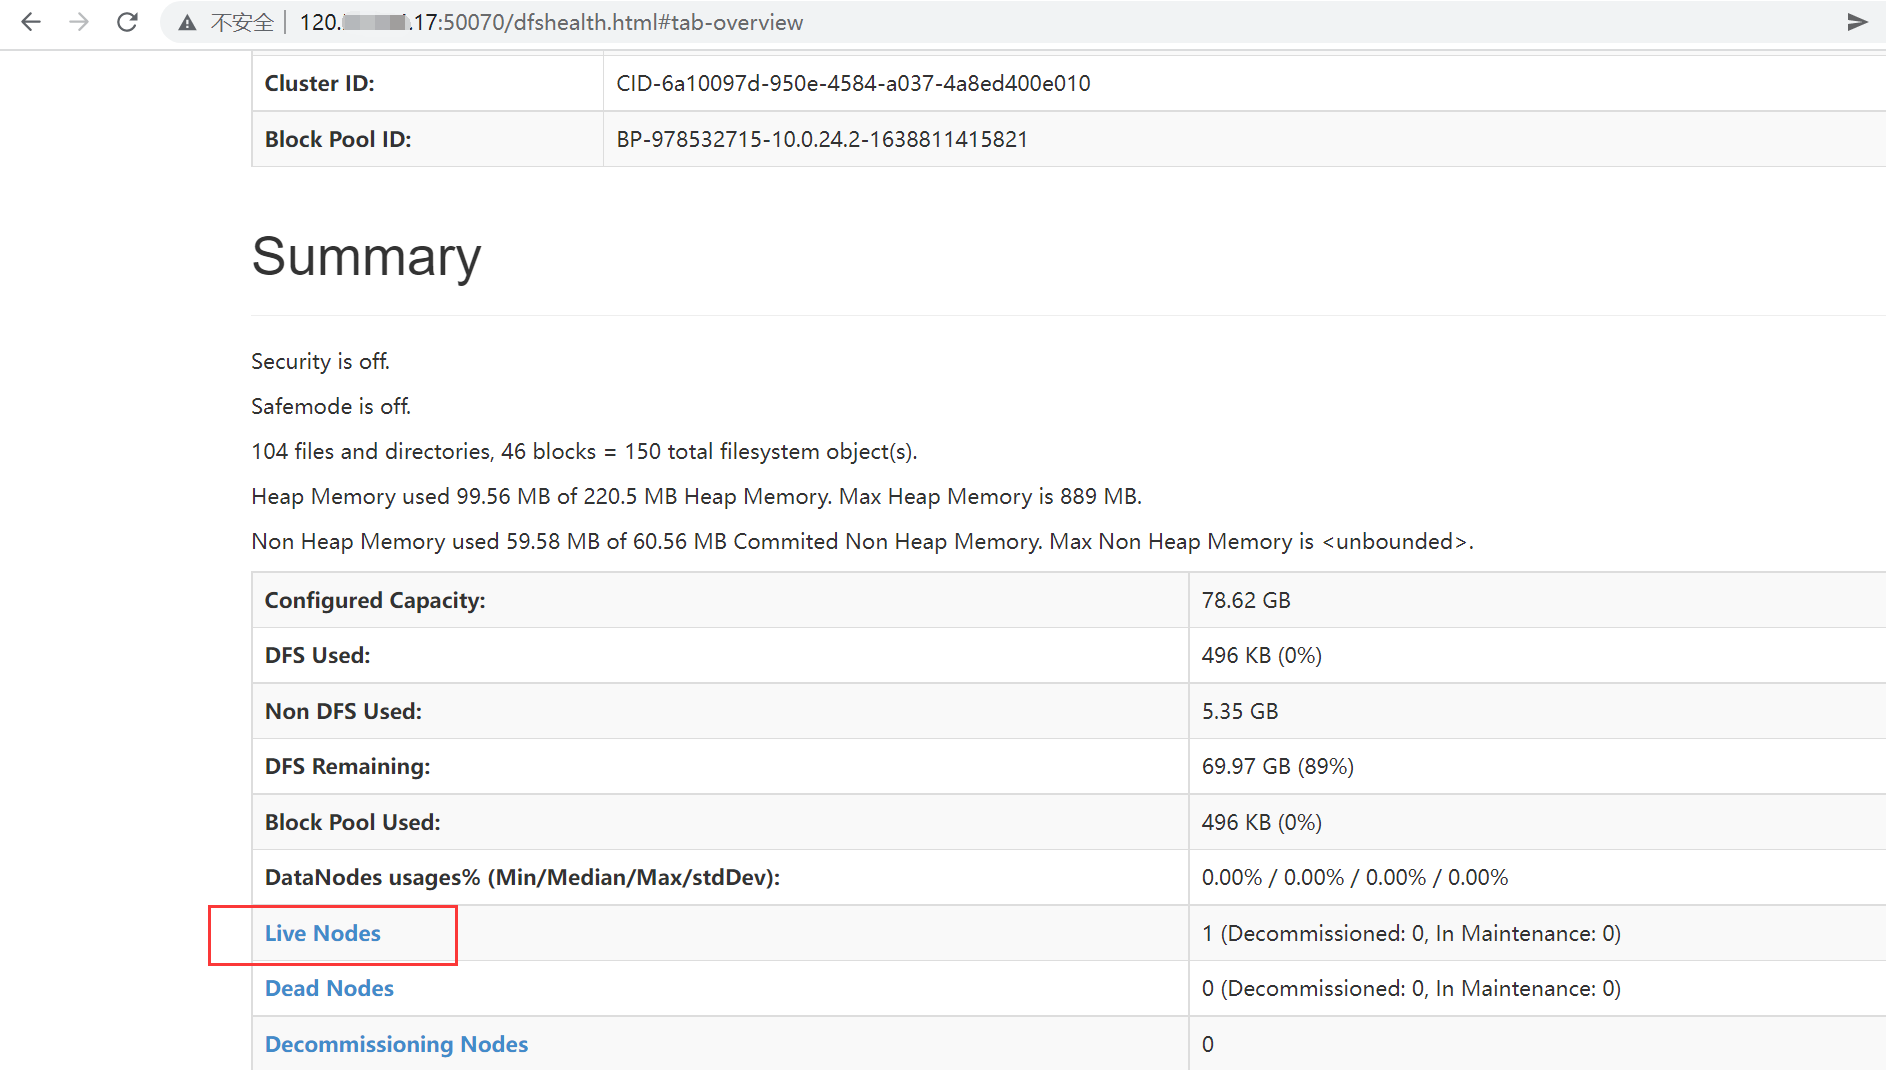 不安全 120. .17:50070/dfshealth.html#tab-overview
Cluster ID: CID-6a10097d-950e-4584-a037-4a8ed400e010
Block Pool ID: BP-978532715-10.0.24.2-1638811415821
Summary
Security is off.
Safemode is off.
104 files and directories, 46 blocks = 150 total filesystem object(s).
Heap Memory used 99.56 MB of 220.5 MB Heap Memory. Max Heap Memory is 889 MB.
Non Heap Memory used 59.58 MB of 60.56 MB Commited Non Heap Memory. Max Non Heap Memory is <unbounded>.
Configured Capacity: 78.62 GB
DFS Used: 496 KB (0%)
Non DFS Used: 5.35 GB
DFS Remaining: 69.97 GB (89%)
Block Pool Used: 496 KB (0%)
DataNodes usages% (Min/Median/Max/stdDev): 0.00% / 0.00% / 0.00% / 0.00%
Live Nodes 1 (Decommissioned: 0, In Maintenance: 0)
Dead Nodes 0 (Decommissioned: 0, In Maintenance: 0)
Decommissioning Nodes 0